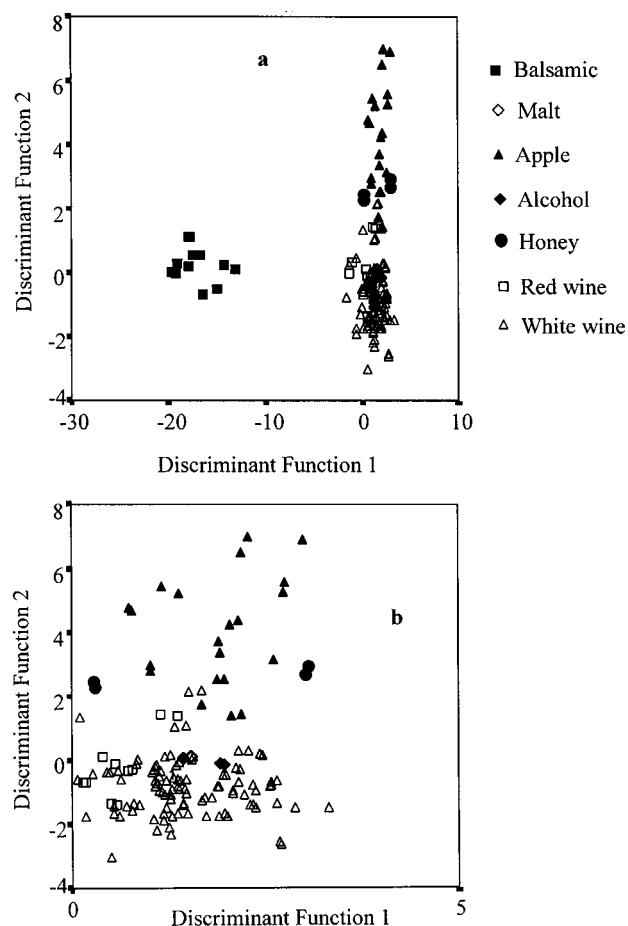 8
6
4
2
0
-2
-4
-30
-20
-10
0
10
a
Discriminant Function 2
Discriminant Function 1
Balsamic
Malt
Apple
Alcohol
Honey
Red wine
White wine
8
6
4
2
0
-2
-4
0
5
b
Discriminant Function 2
Discriminant Function 1